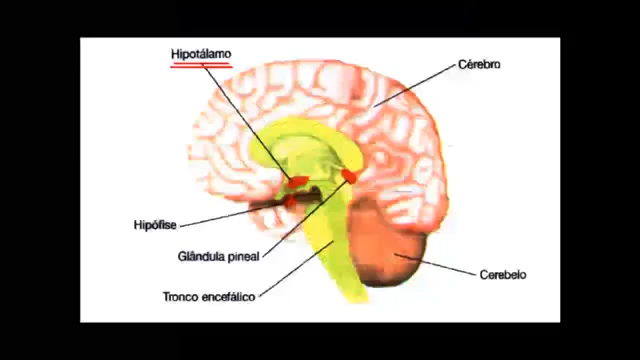 Hipotálamo
Cérebro
Hipófise
Glândula pineal
Cerebelo
Tronco encefálico